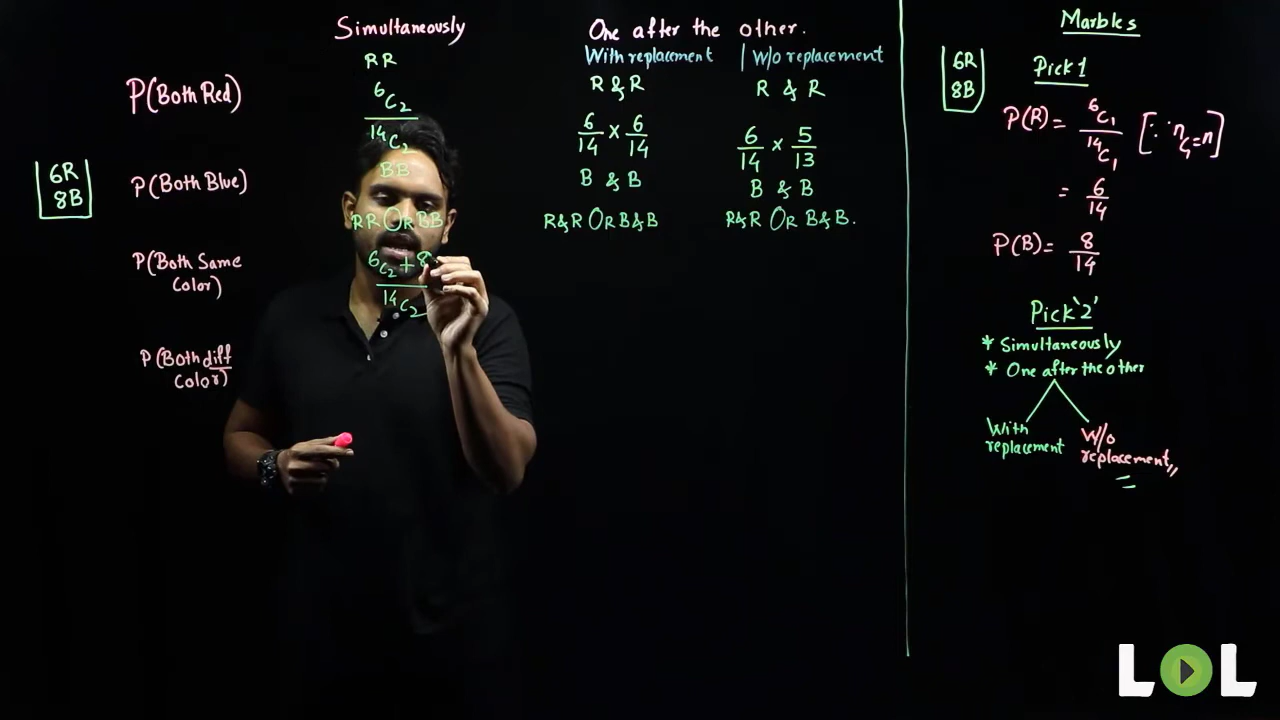 Simultaneously
One after the other.
With replacement | W/o replacement
P(Both Red)
RR
R & R
R & R
⁶C₂
¹⁴C₂
6/14 × 6/14
6/14 × 5/13
6R
8B
P(Both Blue)
BB
B & B
B & B
P(Both Same
Color)
RR Or BB
R&R Or B&B
R&R Or B&B.
⁶C₂ + 8
¹⁴C₂
P(Both diff
Color)
Marbles
6R
8B
Pick 1
P(R) = ⁶C₁/¹⁴C₁ [∵ ⁿC₁=n]
= 6/14
P(B) = 8/14
Pick '2'
* Simultaneously
* One after the other
With
replacement
W/o
replacement
LOL